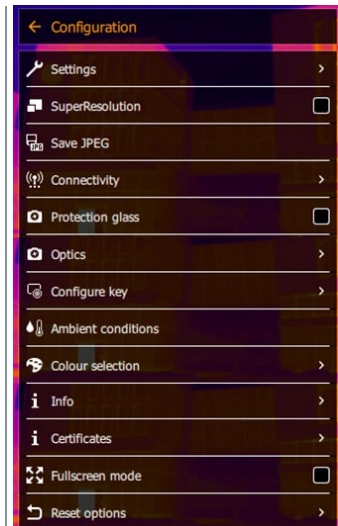 Configuration
Settings
SuperResolution
JPEG Save JPEG
Connectivity
Protection glass
Optics
Configure key
Ambient conditions
Colour selection
i Info
i Certificates
Fullscreen mode
Reset options